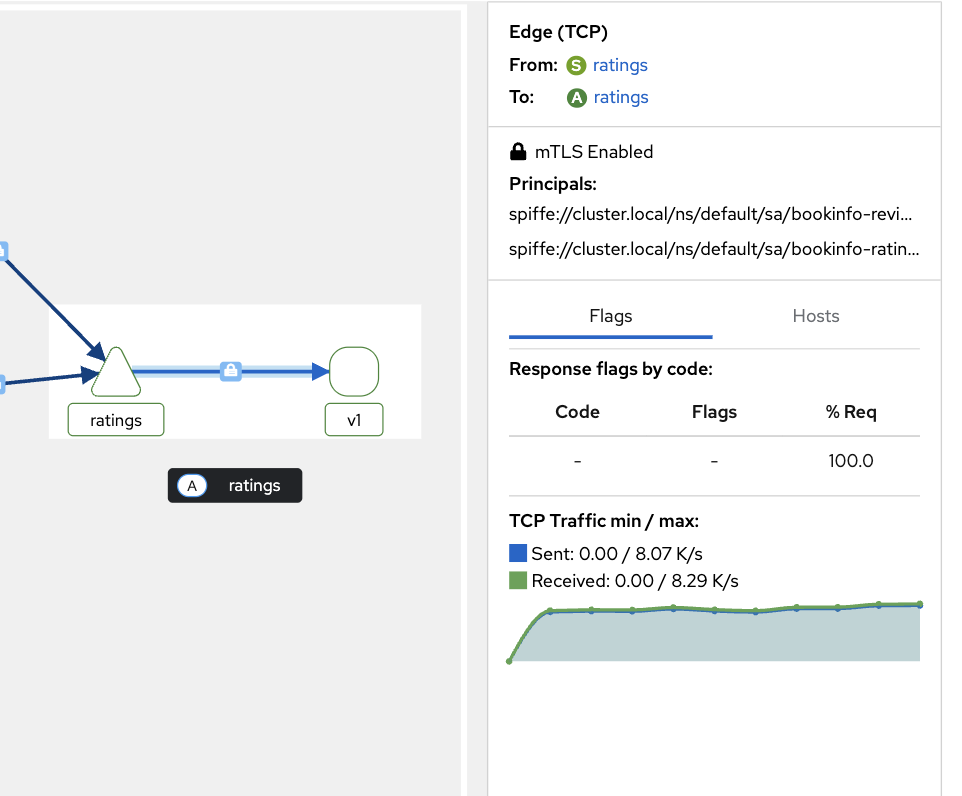 Edge (TCP)
From: S ratings
To: A ratings
mTLS Enabled
Principals:
spiffe://cluster.local/ns/default/sa/bookinfo-revi...
spiffe://cluster.local/ns/default/sa/bookinfo-ratin...
Flags Hosts
Response flags by code:
Code Flags % Req
- - 100.0
TCP Traffic min / max:
Sent: 0.00 / 8.07 K/s
Received: 0.00 / 8.29 K/s
ratings v1
A ratings